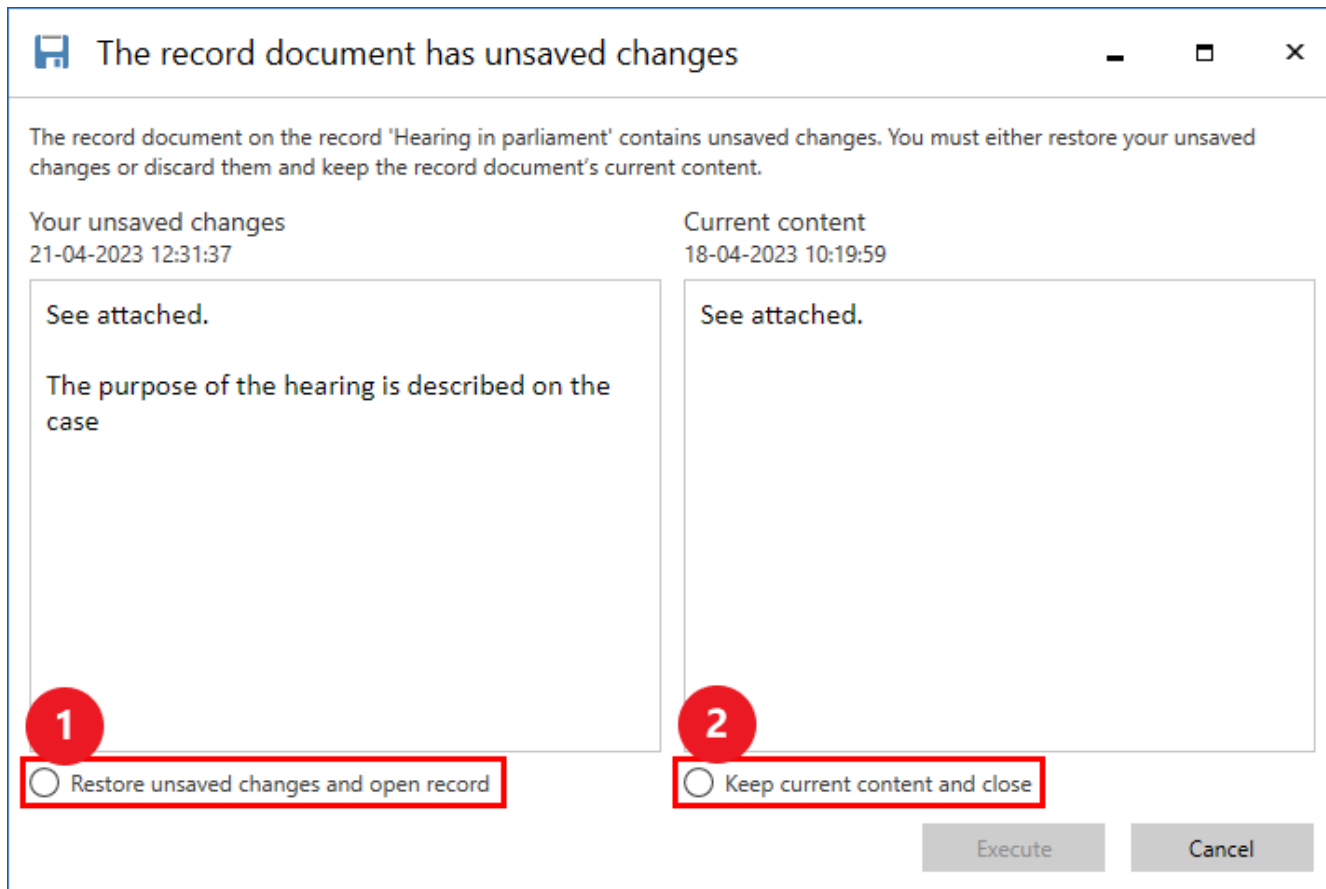 The record document has unsaved changes
The record document on the record 'Hearing in parliament' contains unsaved changes. You must either restore your unsaved
changes or discard them and keep the record document’s current content.
Your unsaved changes
21-04-2023 12:31:37
See attached.
The purpose of the hearing is described on the
case
Current content
18-04-2023 10:19:59
See attached.
1
Restore unsaved changes and open record
2
Keep current content and close
Execute
Cancel